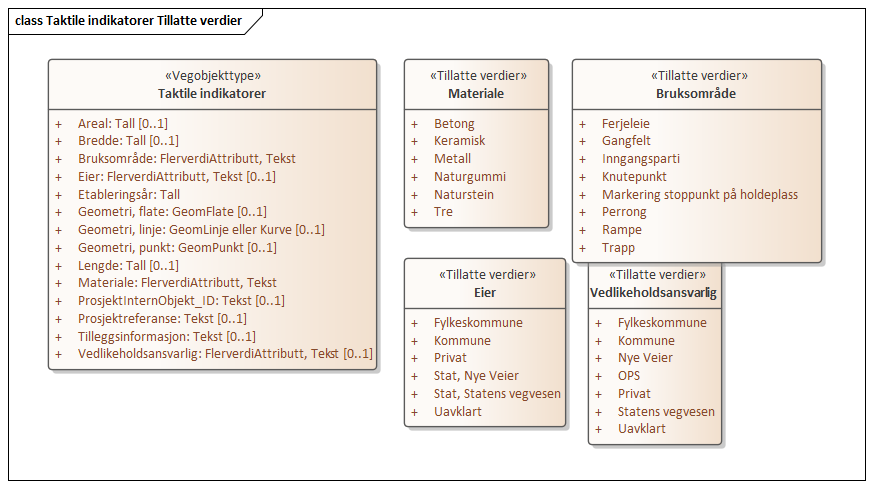 class Taktile indikatorer Tillatte verdier
«Vegobjekttype»
Taktile indikatorer
+ Areal: Tall [0..1]
+ Bredde: Tall [0..1]
+ Bruksområde: FlerverdiAttributt, Tekst
+ Eier: FlerverdiAttributt, Tekst [0..1]
+ Etableringsår: Tall
+ Geometri, flate: GeomFlate [0..1]
+ Geometri, linje: GeomLinje eller Kurve [0..1]
+ Geometri, punkt: GeomPunkt [0..1]
+ Lengde: Tall [0..1]
+ Materiale: FlerverdiAttributt, Tekst
+ ProsjektInternObjekt_ID: Tekst [0..1]
+ Prosjektreferanse: Tekst [0..1]
+ Tilleggsinformasjon: Tekst [0..1]
+ Vedlikeholdsansvarlig: FlerverdiAttributt, Tekst [0..1]
«Tillatte verdier»
Materiale
+ Betong
+ Keramisk
+ Metall
+ Naturgummi
+ Naturstein
+ Tre
«Tillatte verdier»
Bruksområde
+ Ferjeleie
+ Gangfelt
+ Inngangsparti
+ Knutepunkt
+ Markering stoppunkt på holdeplass
+ Perrong
+ Rampe
+ Trapp
«Tillatte verdier»
Eier
+ Fylkeskommune
+ Kommune
+ Privat
+ Stat, Nye Veier
+ Stat, Statens vegvesen
+ Uavklart
«Tillatte verdier»
Vedlikeholdsansvarlig
+ Fylkeskommune
+ Kommune
+ Nye Veier
+ OPS
+ Privat
+ Statens vegvesen
+ Uavklart